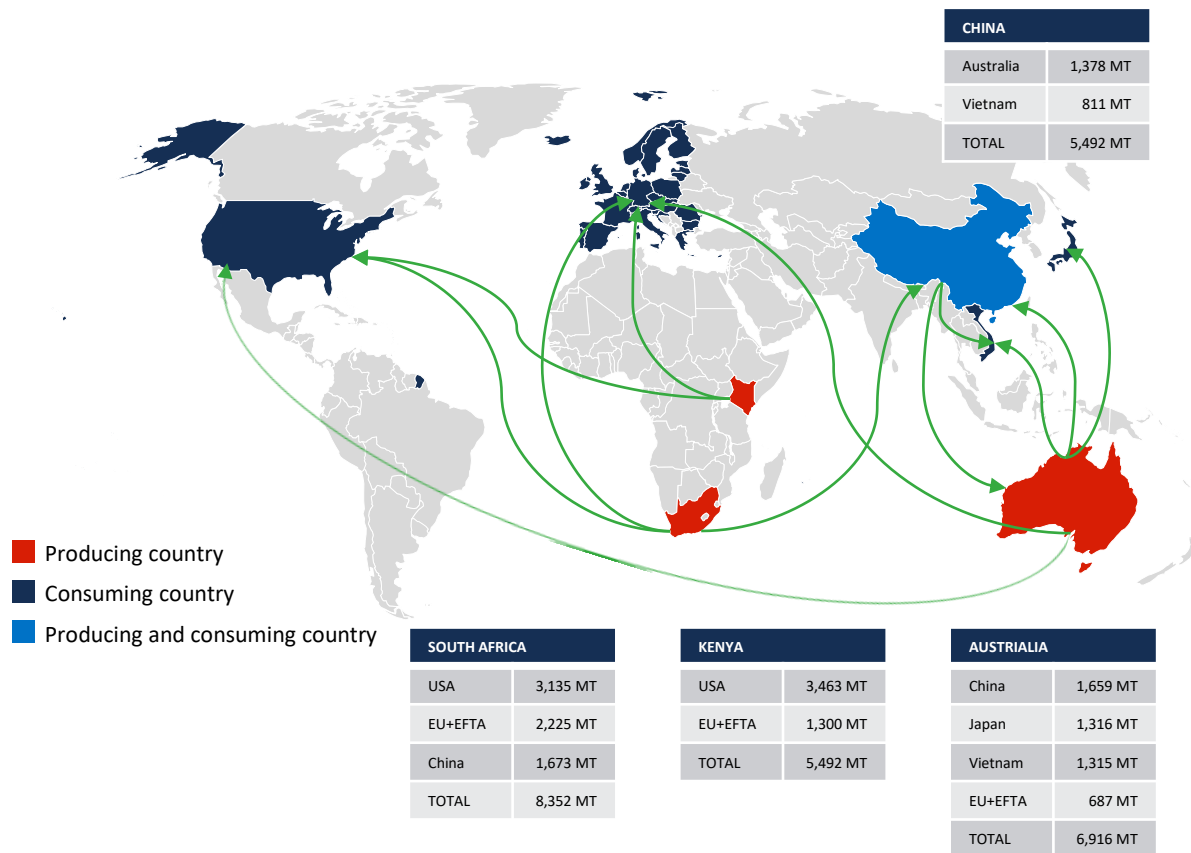 CHINA
Australia 1,378 MT
Vietnam 811 MT
TOTAL 5,492 MT
Producing country
Consuming country
Producing and consuming country
SOUTH AFRICA
USA 3,135 MT
EU+EFTA 2,225 MT
China 1,673 MT
TOTAL 8,352 MT
KENYA
USA 3,463 MT
EU+EFTA 1,300 MT
TOTAL 5,492 MT
AUSTRIALIA
China 1,659 MT
Japan 1,316 MT
Vietnam 1,315 MT
EU+EFTA 687 MT
TOTAL 6,916 MT